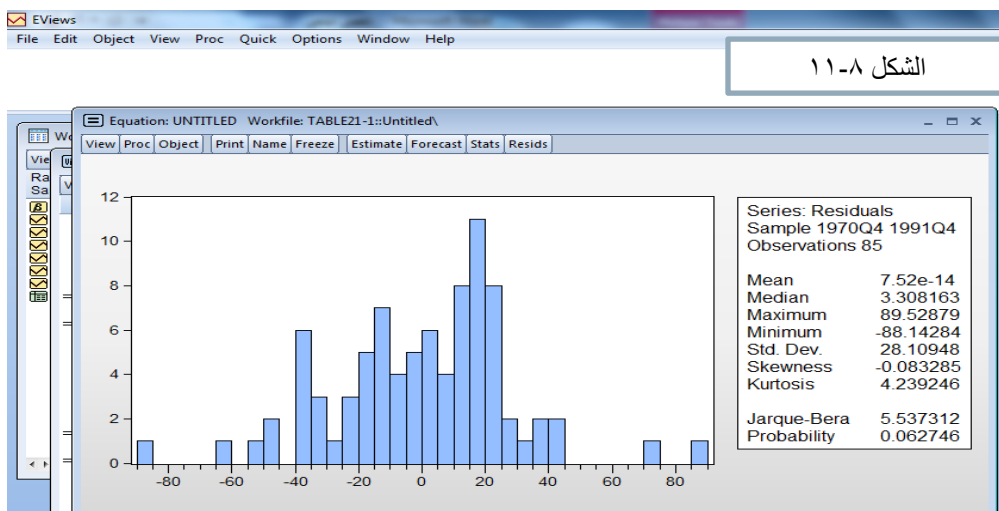 EViews
File Edit Object View Proc Quick Options Window Help
الشكل ٨-١١
Equation: UNTITLED Workfile: TABLE21-1::Untitled\
View Proc Object Print Name Freeze Estimate Forecast Stats Resids
Wo
Vie
Ra
Sa
V
12
10
8
6
4
2
0
-80 -60 -40 -20 0 20 40 60 80
Series: Residuals
Sample 1970Q4 1991Q4
Observations 85
Mean 7.52e-14
Median 3.308163
Maximum 89.52879
Minimum -88.14284
Std. Dev. 28.10948
Skewness -0.083285
Kurtosis 4.239246
Jarque-Bera 5.537312
Probability 0.062746